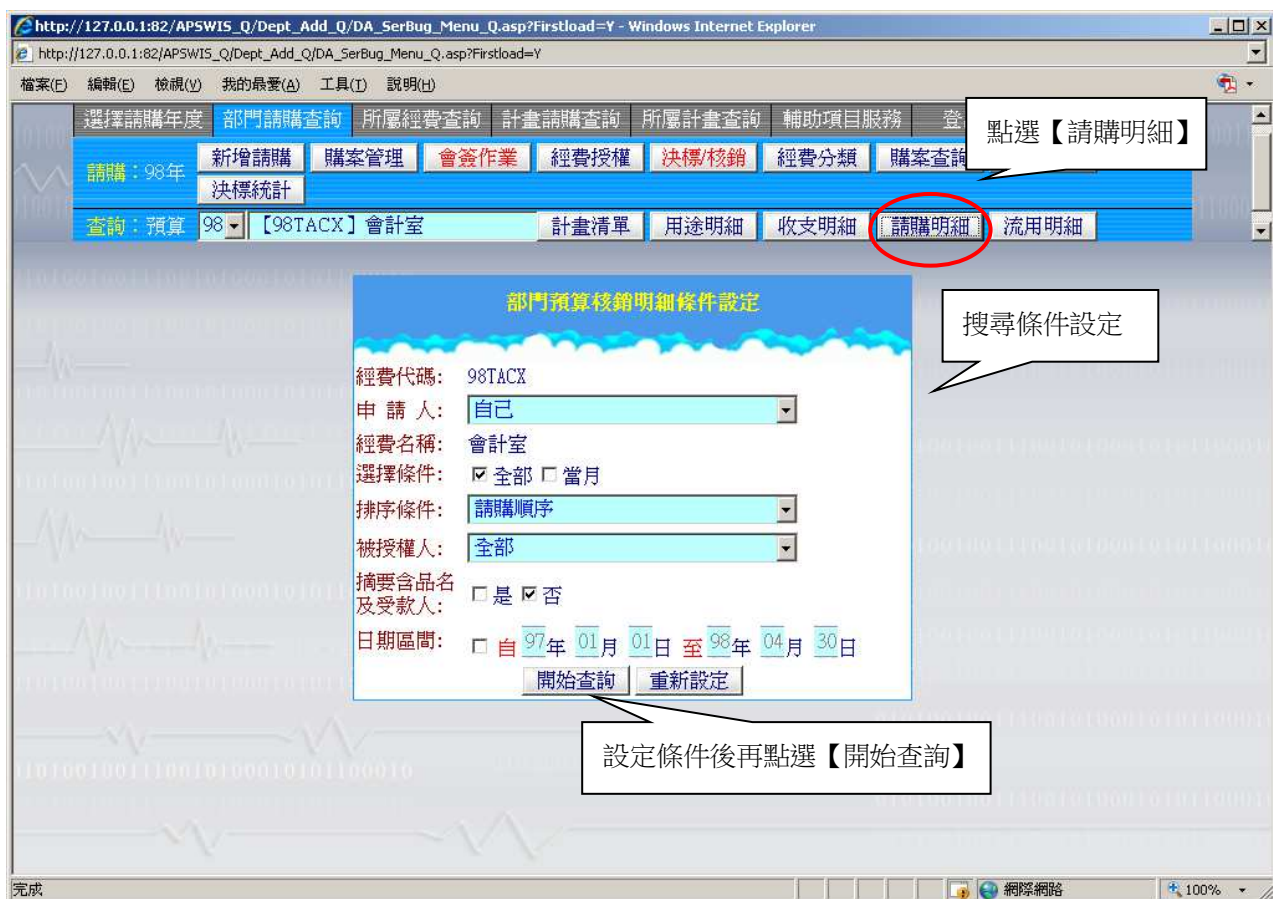 http://127.0.0.1:82/APSWIS_Q/Dept_Add_Q/DA_SerBug_Menu_Q.asp?Firstload=Y - Windows Internet Explorer
http://127.0.0.1:82/APSWIS_Q/Dept_Add_Q/DA_SerBug_Menu_Q.asp?Firstload=Y
檔案(F) 編輯(E) 檢視(V) 我的最愛(A) 工具(T) 說明(H)
選擇請購年度 部門請購查詢 所屬經費查詢 計畫請購查詢 所屬計畫查詢 輔助項目服務 登
點選【請購明細】
請購：98年 新增請購 購案管理 會簽作業 經費授權 決標/核銷 經費分類 購案查詢
決標統計
查詢：預算 98 【98TACX】會計室 計畫清單 用途明細 收支明細 請購明細 流用明細
部門預算核銷明細條件設定
搜尋條件設定
經費代碼: 98TACX
申 請 人: 自己
經費名稱: 會計室
選擇條件: 全部 當月
排序條件: 請購順序
被授權人: 全部
摘要含品名
及受款人: 是 否
日期區間: 自 97年 01月 01日 至 98年 04月 30日
開始查詢 重新設定
設定條件後再點選【開始查詢】
完成 網際網路 100%